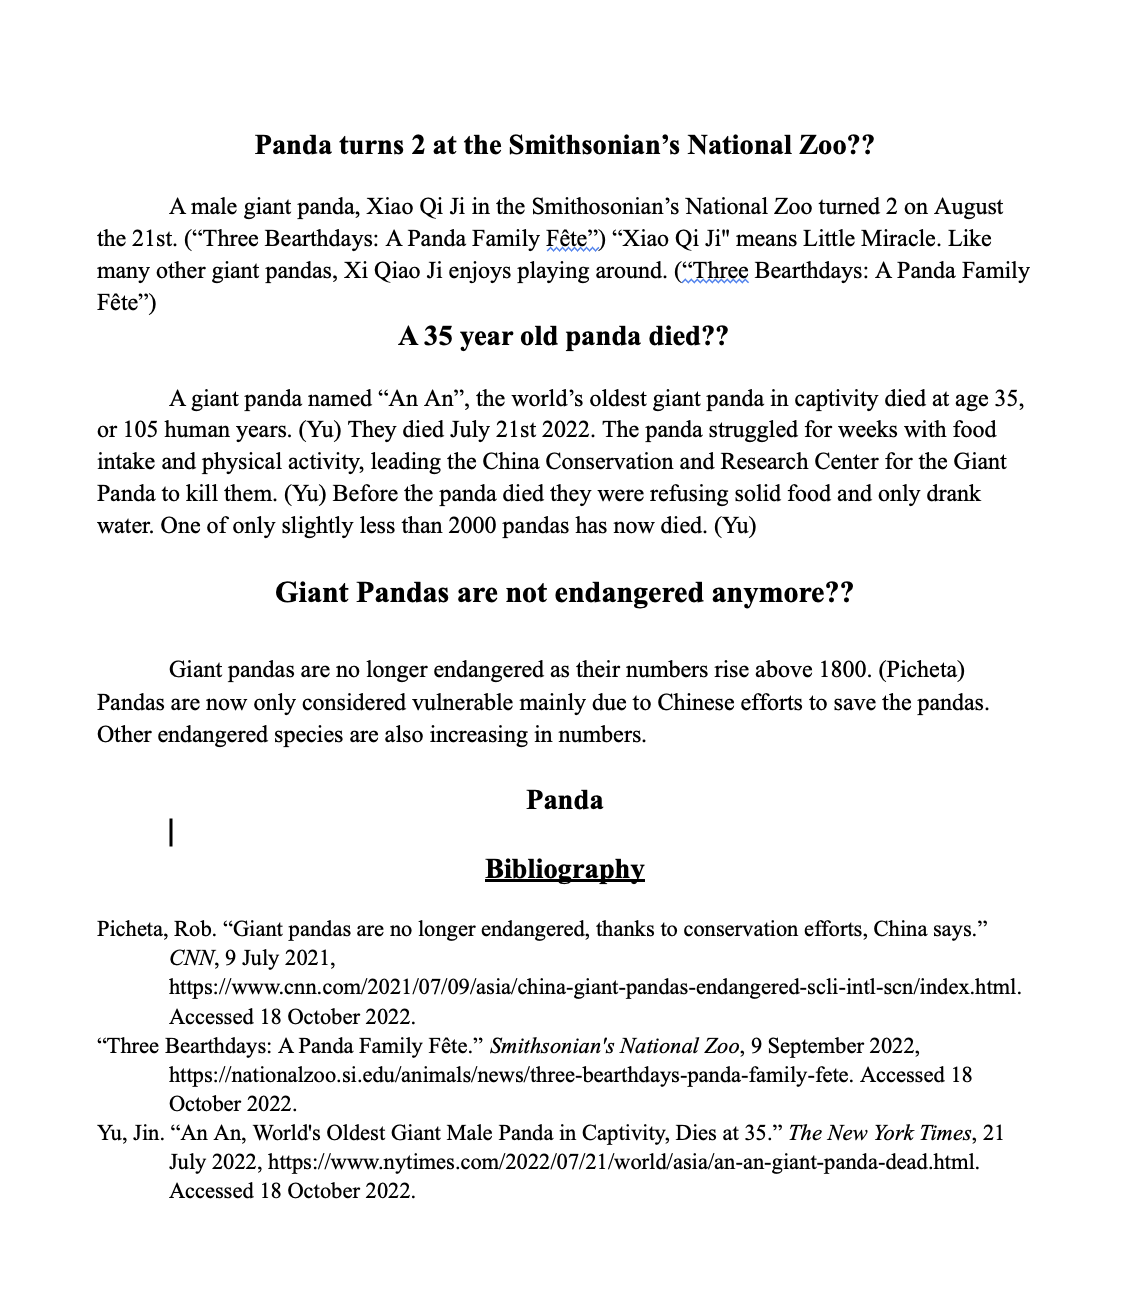 Panda turns 2 at the Smithsonian’s National Zoo??
A male giant panda, Xiao Qi Ji in the Smithosonian’s National Zoo turned 2 on August
the 21st. (“Three Bearthdays: A Panda Family Fête”) “Xiao Qi Ji" means Little Miracle. Like
many other giant pandas, Xi Qiao Ji enjoys playing around. (“Three Bearthdays: A Panda Family
Fête”)
A 35 year old panda died??
A giant panda named “An An”, the world’s oldest giant panda in captivity died at age 35,
or 105 human years. (Yu) They died July 21st 2022. The panda struggled for weeks with food
intake and physical activity, leading the China Conservation and Research Center for the Giant
Panda to kill them. (Yu) Before the panda died they were refusing solid food and only drank
water. One of only slightly less than 2000 pandas has now died. (Yu)
Giant Pandas are not endangered anymore??
Giant pandas are no longer endangered as their numbers rise above 1800. (Picheta)
Pandas are now only considered vulnerable mainly due to Chinese efforts to save the pandas.
Other endangered species are also increasing in numbers.
Panda
Bibliography
Picheta, Rob. “Giant pandas are no longer endangered, thanks to conservation efforts, China says.”
CNN, 9 July 2021,
https://www.cnn.com/2021/07/09/asia/china-giant-pandas-endangered-scli-intl-scn/index.html.
Accessed 18 October 2022.
“Three Bearthdays: A Panda Family Fête.” Smithsonian's National Zoo, 9 September 2022,
https://nationalzoo.si.edu/animals/news/three-bearthdays-panda-family-fete. Accessed 18
October 2022.
Yu, Jin. “An An, World's Oldest Giant Male Panda in Captivity, Dies at 35.” The New York Times, 21
July 2022, https://www.nytimes.com/2022/07/21/world/asia/an-an-giant-panda-dead.html.
Accessed 18 October 2022.